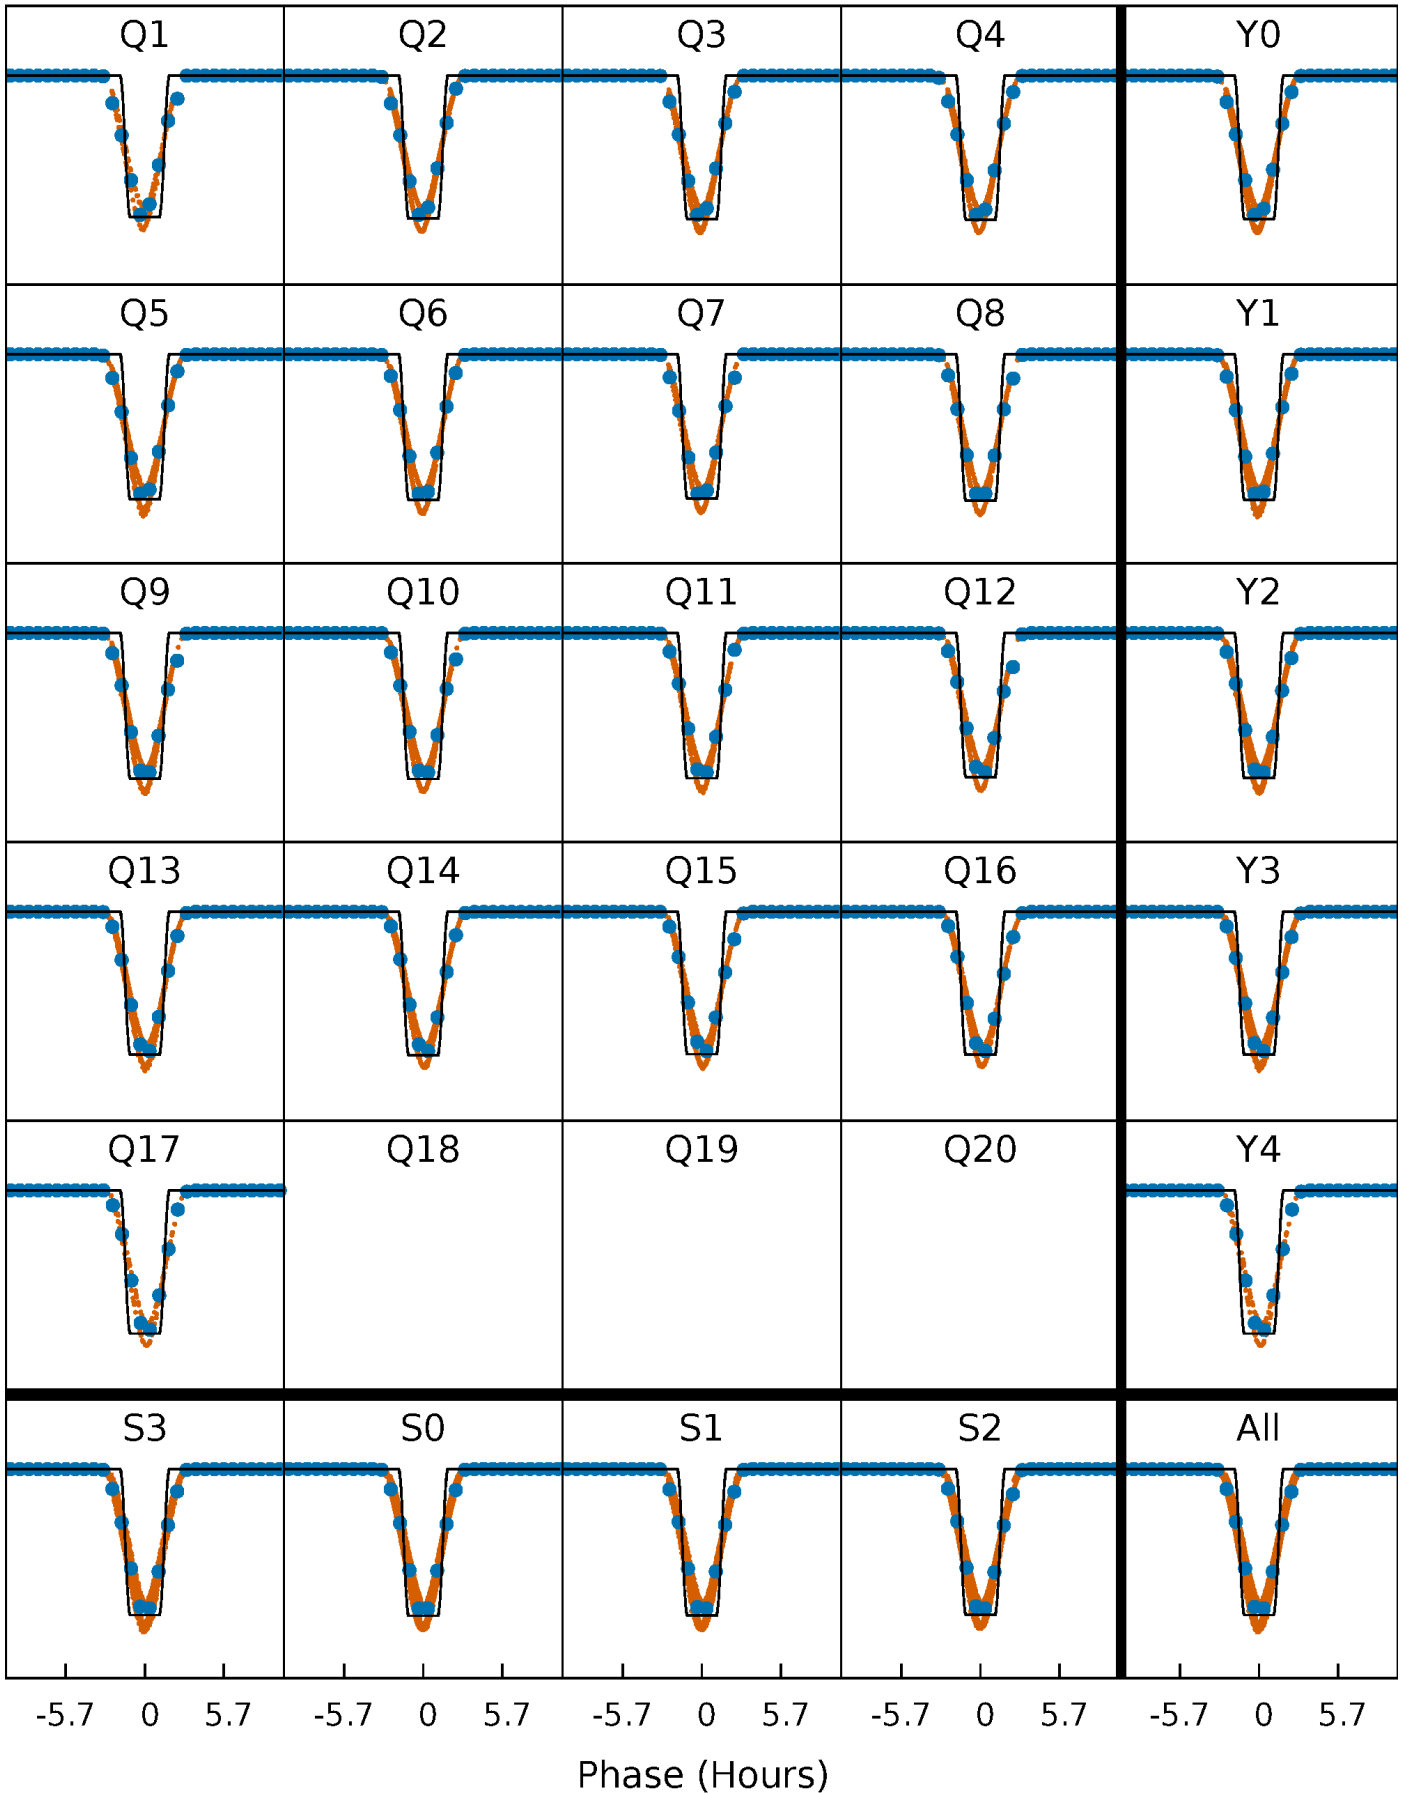 Q1 Q2 Q3 Q4 Y0
Q5 Q6 Q7 Q8 Y1
Q9 Q10 Q11 Q12 Y2
Q13 Q14 Q15 Q16 Y3
Q17 Q18 Q19 Q20 Y4
S3 S0 S1 S2 All
-5.7 0 5.7 -5.7 0 5.7 -5.7 0 5.7 -5.7 0 5.7 -5.7 0 5.7
Phase (Hours)